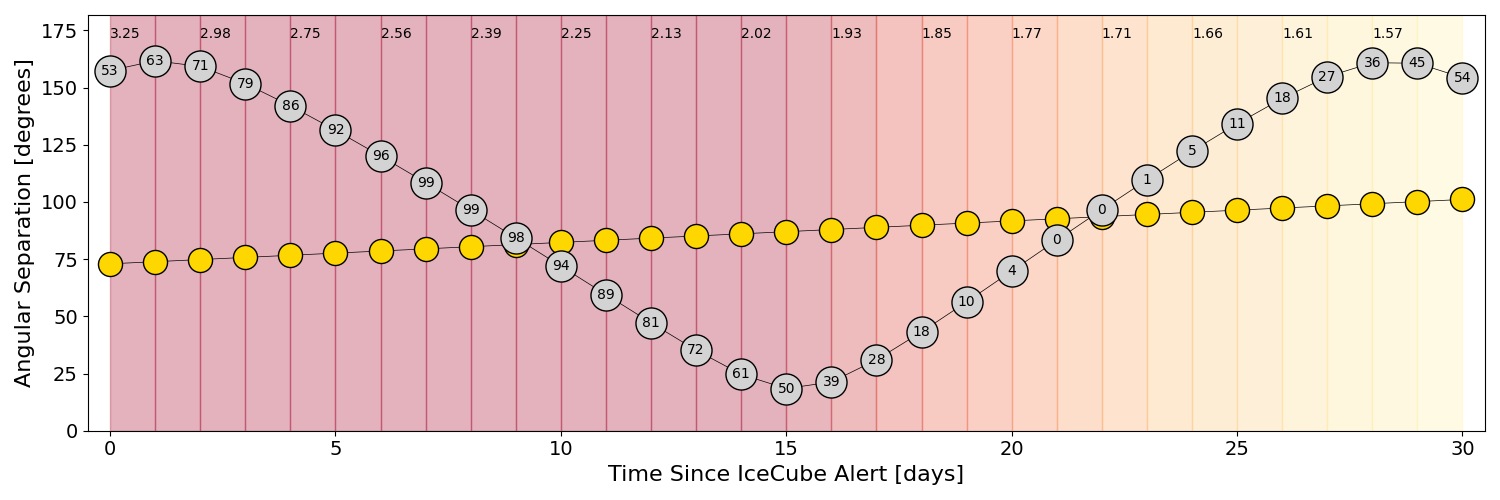 3.25 2.98 2.75 2.56 2.39 2.25 2.13 2.02 1.93 1.85 1.77 1.71 1.66 1.61 1.57
53 63 71 79 86 92 96 99 99 98 94 89 81 72 61 50 39 28 18 10 4 0 0 1 5 11 18 27 36 45 54
175
150
125
100
75
50
25
0
Angular Separation [degrees]
0 5 10 15 20 25 30
Time Since IceCube Alert [days]